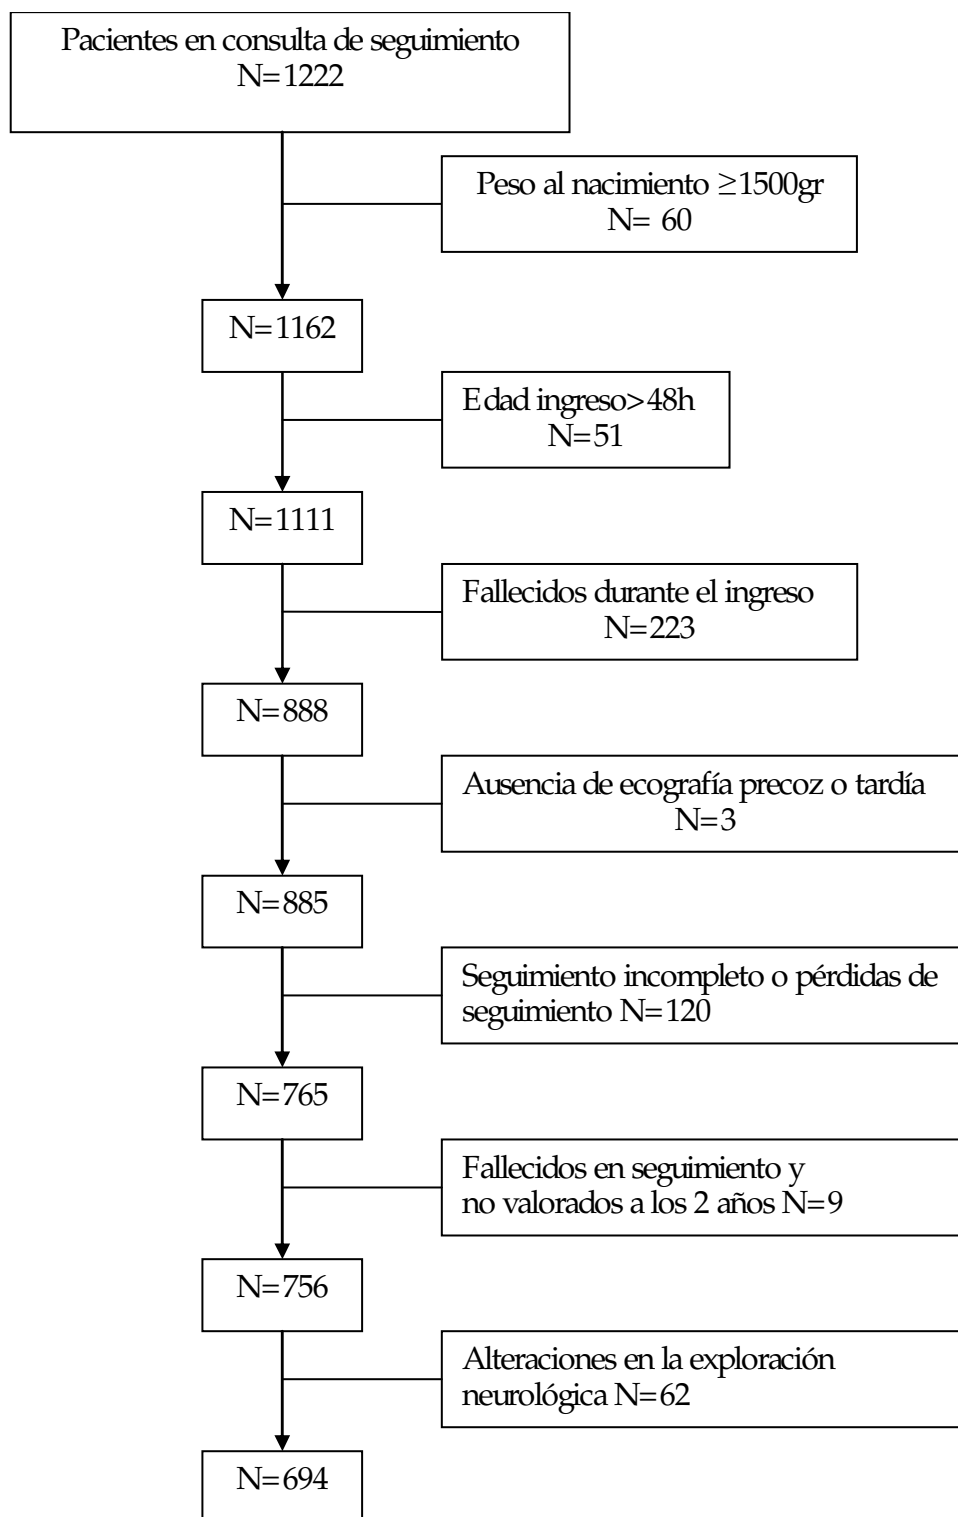 Pacientes en consulta de seguimiento
N=1222
Peso al nacimiento ≥1500gr
N= 60
N=1162
Edad ingreso>48h
N=51
N=1111
Fallecidos durante el ingreso
N=223
N=888
Ausencia de ecografía precoz o tardía
N=3
N=885
Seguimiento incompleto o pérdidas de
seguimiento N=120
N=765
Fallecidos en seguimiento y
no valorados a los 2 años N=9
N=756
Alteraciones en la exploración
neurológica N=62
N=694